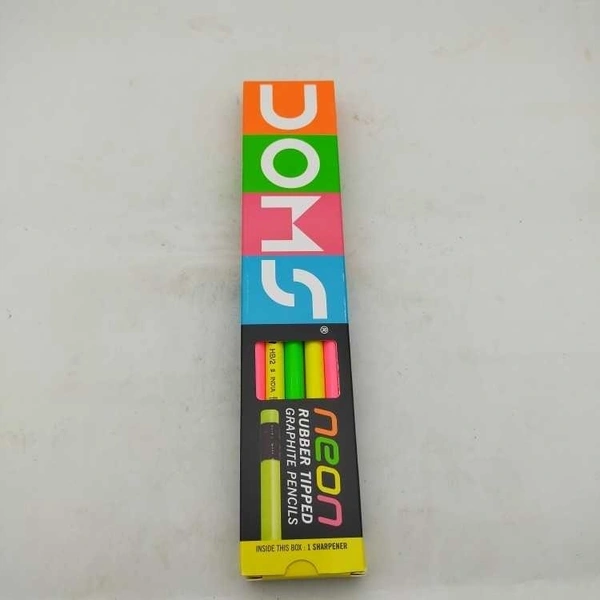 DOMS®
HB/2 INDIA
neon
RUBBER TIPPED
GRAPHITE PENCILS
INSIDE THIS BOX : 1 SHARPENER